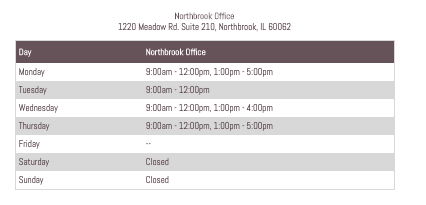 Northbrook Office
1220 Meadow Rd. Suite 210, Northbrook, IL 60062
Day Northbrook Office
Monday 9:00am - 12:00pm, 1:00pm - 5:00pm
Tuesday 9:00am - 12:00pm
Wednesday 9:00am - 12:00pm, 1:00pm - 4:00pm
Thursday 9:00am - 12:00pm, 1:00pm - 5:00pm
Friday --
Saturday Closed
Sunday Closed